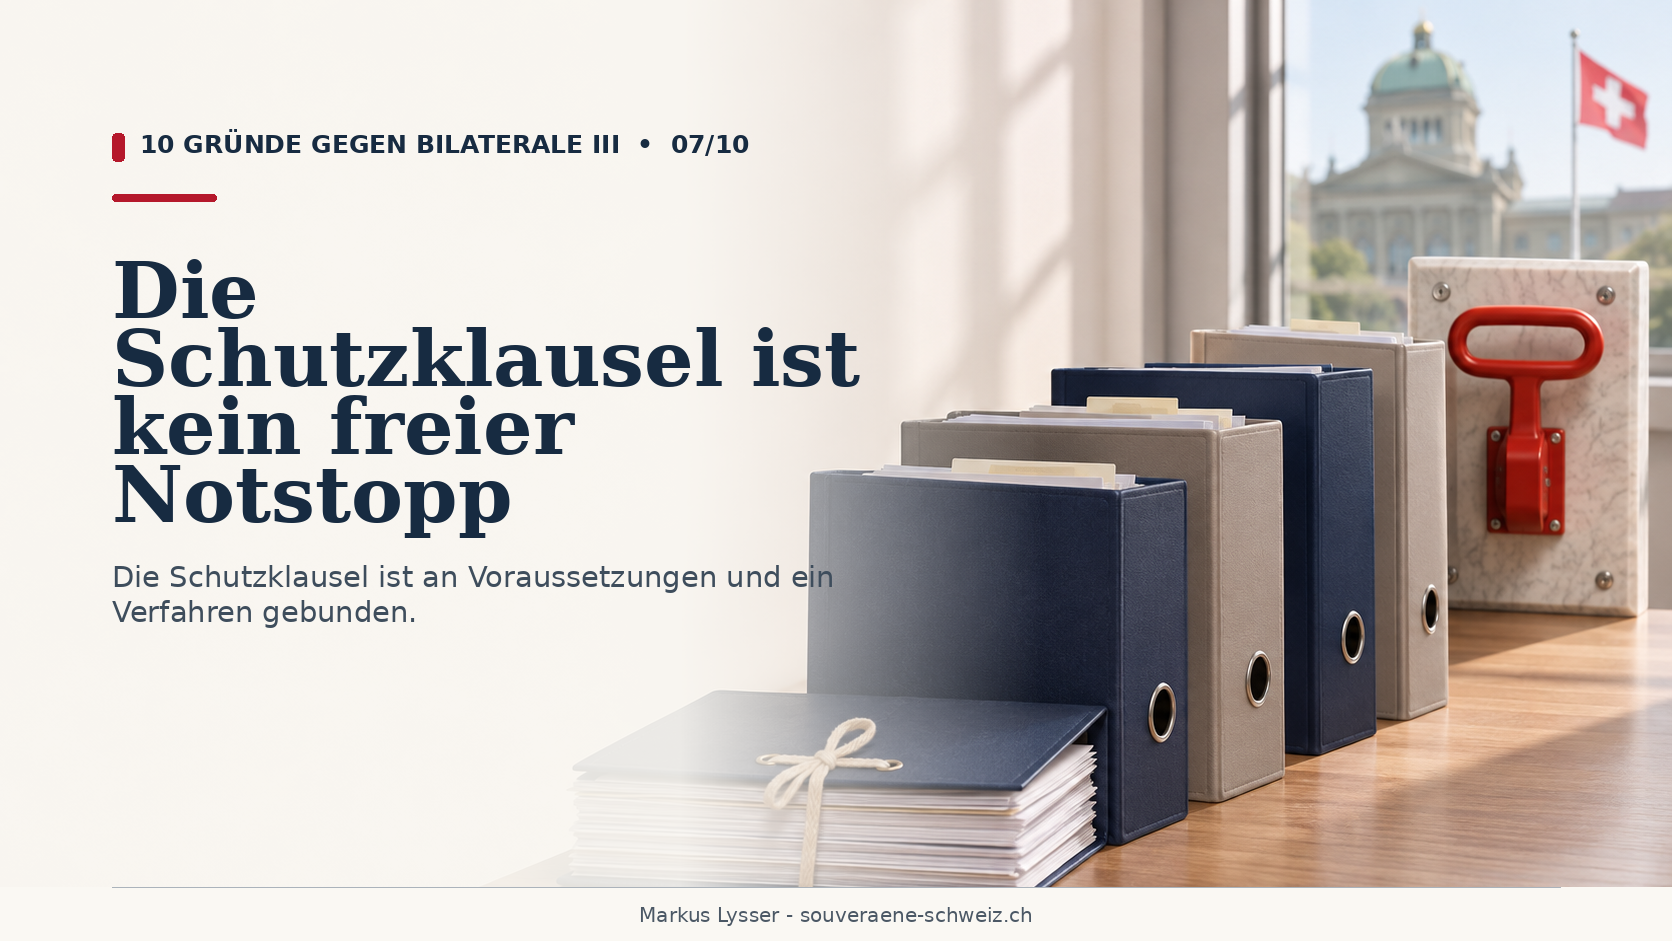 10 GRÜNDE GEGEN BILATERALE III • 07/10
Die
Schutzklausel ist
kein freier
Notstopp
Die Schutzklausel ist an Voraussetzungen und ein
Verfahren gebunden.
Markus Lysser - souveraene-schweiz.ch